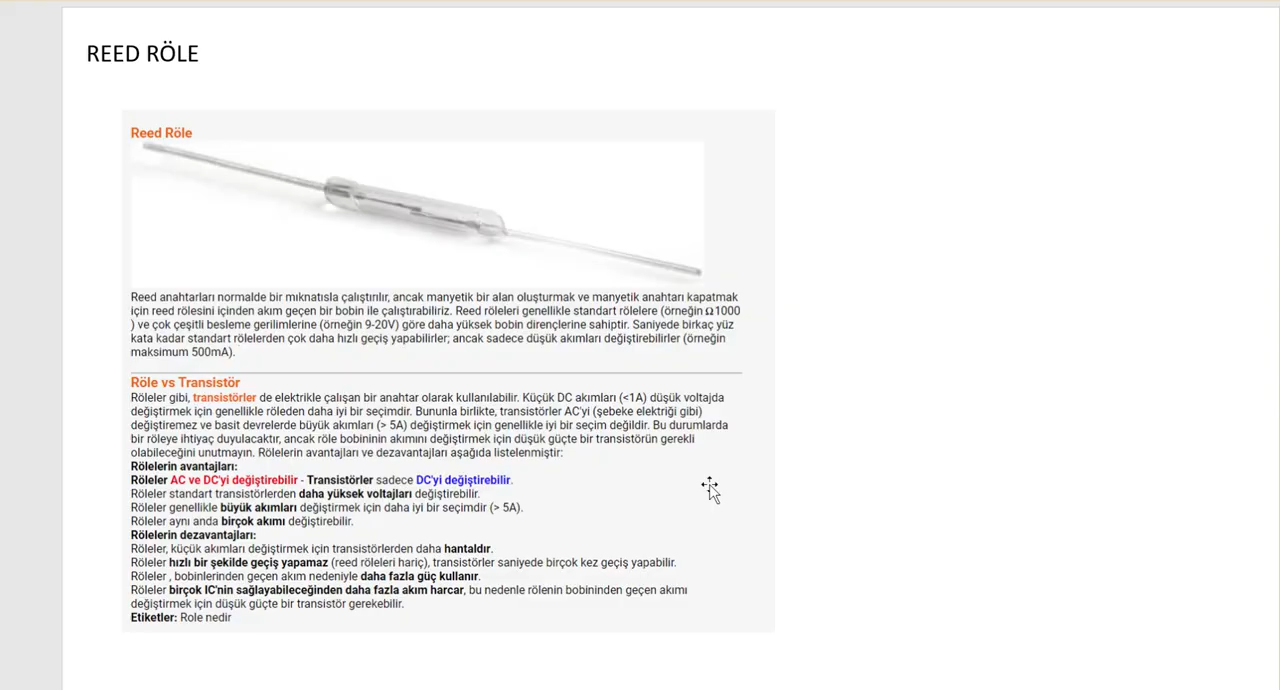 REED RÖLE
Reed Röle
Reed anahtarları normalde bir mıknatısla çalıştırılır, ancak manyetik bir alan oluşturmak ve manyetik anahtarı kapatmak
için reed rölesini içinden akım geçen bir bobin ile çalıştırabiliriz. Reed röleleri genellikle standart rölelere (örneğin Ω1000
) ve çok çeşitli besleme gerilimlerine (örneğin 9-20V) göre daha yüksek bobin dirençlerine sahiptir. Saniyede birkaç yüz
kata kadar standart rölelerden çok daha hızlı geçiş yapabilirler; ancak sadece düşük akımları değiştirebilirler (örneğin
maksimum 500mA).
Röle vs Transistör
Röleler gibi, transistörler de elektrikle çalışan bir anahtar olarak kullanılabilir. Küçük DC akımları (<1A) düşük voltajda
değiştirmek için genellikle röleden daha iyi bir seçimdir. Bununla birlikte, transistörler AC'yi (şebeke elektriği gibi)
değiştiremez ve basit devrelerde büyük akımları (> 5A) değiştirmek için genellikle iyi bir seçim değildir. Bu durumlarda
bir röleye ihtiyaç duyulacaktır, ancak röle bobininin akımını değiştirmek için düşük güçte bir transistörün gerekli
olabileceğini unutmayın. Rölelerin avantajları ve dezavantajları aşağıda listelenmiştir:
Rölelerin avantajları:
Röleler AC ve DC'yi değiştirebilir - Transistörler sadece DC'yi değiştirebilir.
Röleler standart transistörlerden daha yüksek voltajları değiştirebilir.
Röleler genellikle büyük akımları değiştirmek için daha iyi bir seçimdir (> 5A).
Röleler aynı anda birçok akımı değiştirebilir.
Rölelerin dezavantajları:
Röleler, küçük akımları değiştirmek için transistörlerden daha hantaldır.
Röleler hızlı bir şekilde geçiş yapamaz (reed röleleri hariç), transistörler saniyede birçok kez geçiş yapabilir.
Röleler , bobinlerinden geçen akım nedeniyle daha fazla güç kullanır.
Röleler birçok IC'nin sağlayabileceğinden daha fazla akım harcar, bu nedenle rölenin bobininden geçen akımı
değiştirmek için düşük güçte bir transistör gerekebilir.
Etiketler: Role nedir